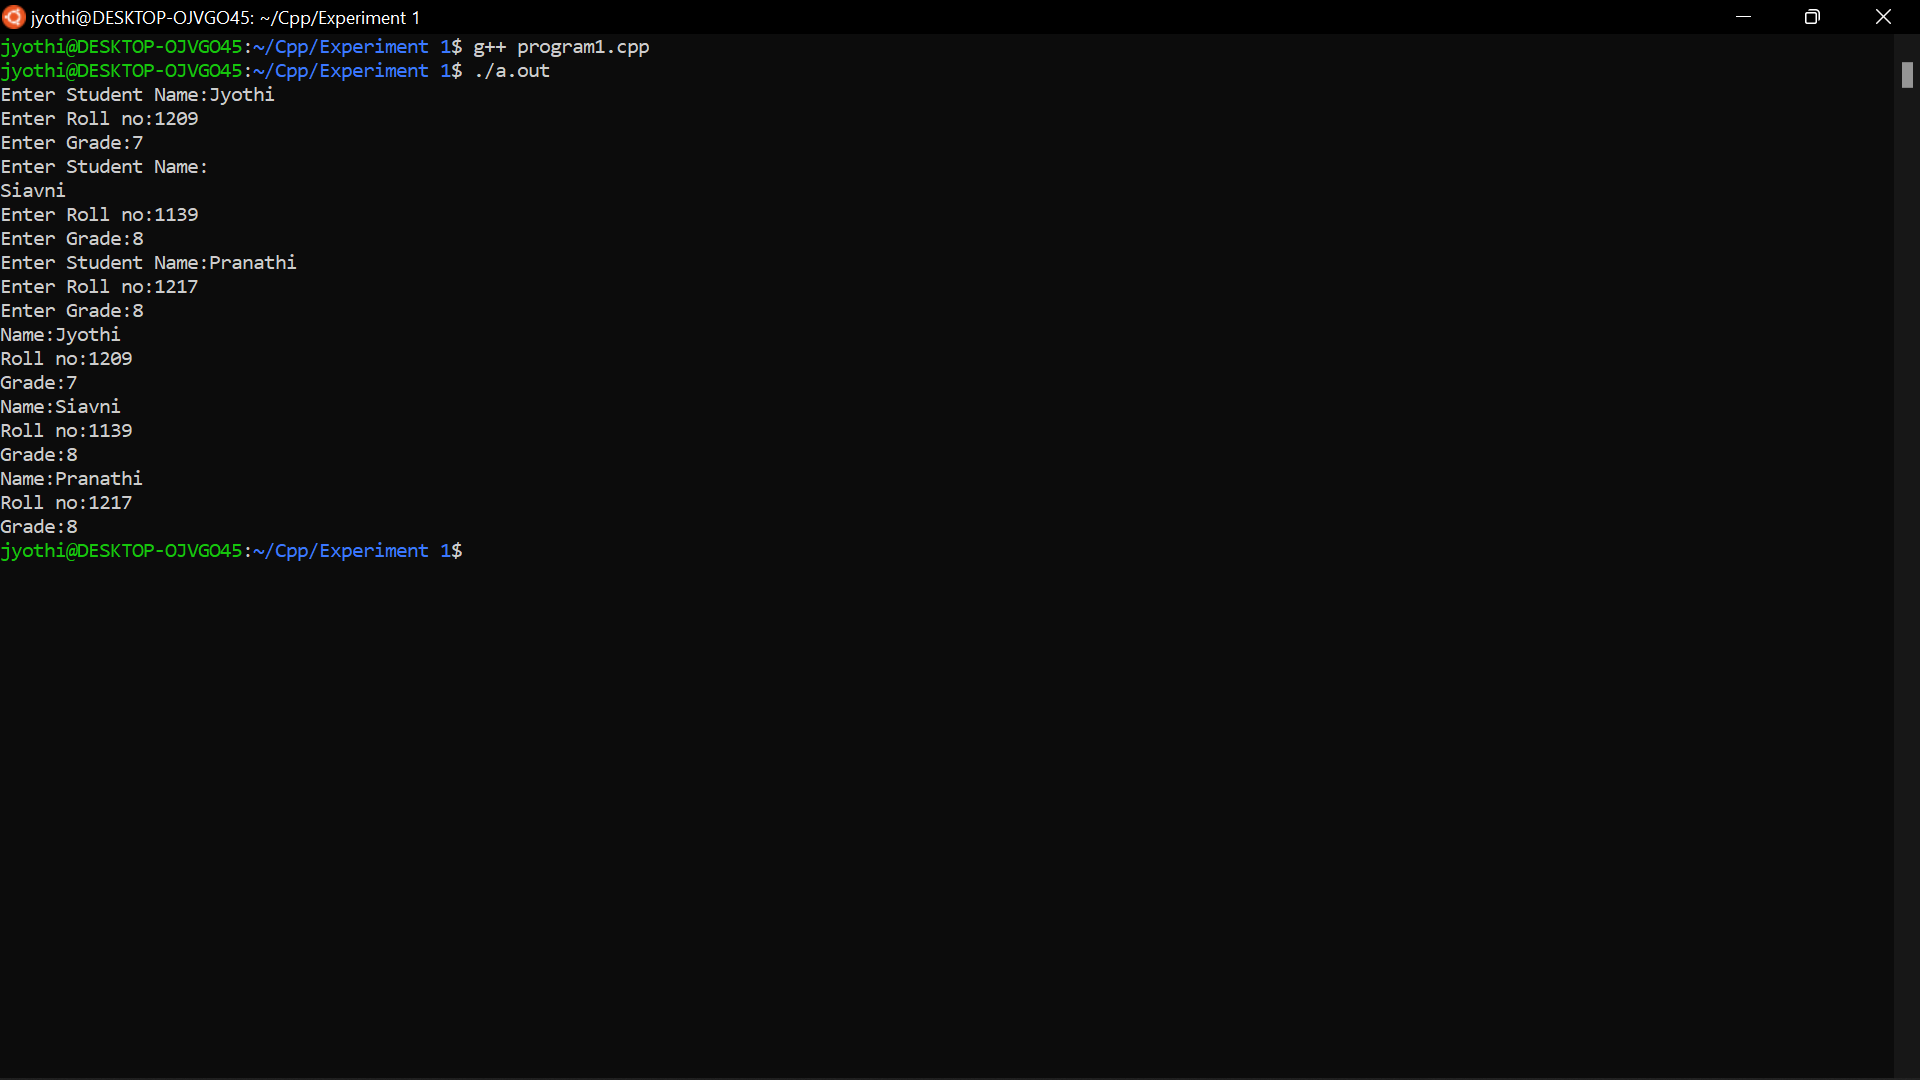 jyothi@DESKTOP-OJVGO45: ~/Cpp/Experiment 1
jyothi@DESKTOP-OJVGO45:~/Cpp/Experiment 1$ g++ program1.cpp
jyothi@DESKTOP-OJVGO45:~/Cpp/Experiment 1$ ./a.out
Enter Student Name:Jyothi
Enter Roll no:1209
Enter Grade:7
Enter Student Name:
Siavni
Enter Roll no:1139
Enter Grade:8
Enter Student Name:Pranathi
Enter Roll no:1217
Enter Grade:8
Name:Jyothi
Roll no:1209
Grade:7
Name:Siavni
Roll no:1139
Grade:8
Name:Pranathi
Roll no:1217
Grade:8
jyothi@DESKTOP-OJVGO45:~/Cpp/Experiment 1$